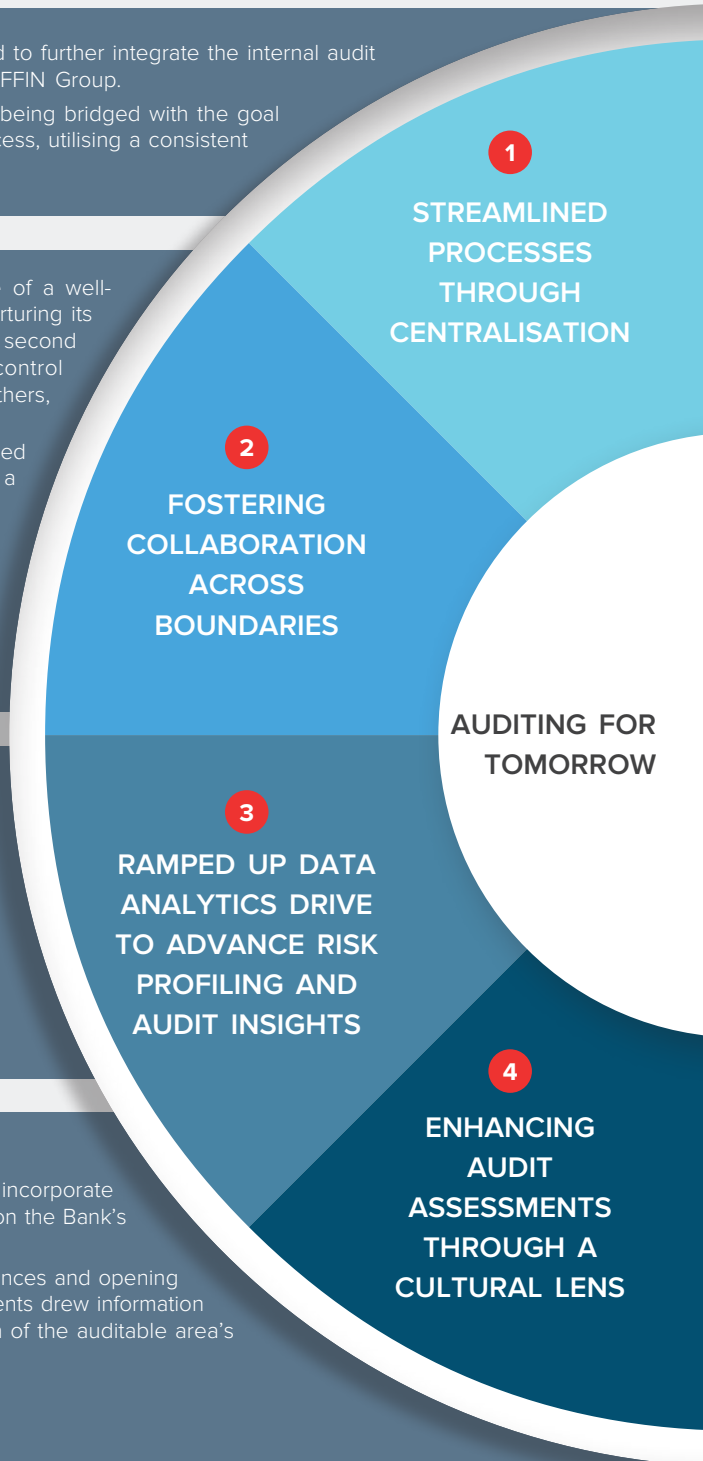 d to further integrate the internal audit
FFIN Group.
being bridged with the goal
cess, utilising a consistent
1
STREAMLINED
PROCESSES
THROUGH
CENTRALISATION
of a well-
rturing its
second
control
thers,
ed
a
2
FOSTERING
COLLABORATION
ACROSS
BOUNDARIES
AUDITING FOR
TOMORROW
3
RAMPED UP DATA
ANALYTICS DRIVE
TO ADVANCE RISK
PROFILING AND
AUDIT INSIGHTS
4
ENHANCING
AUDIT
ASSESSMENTS
THROUGH A
CULTURAL LENS
incorporate
on the Bank's
nces and opening
ents drew information
of the auditable area's